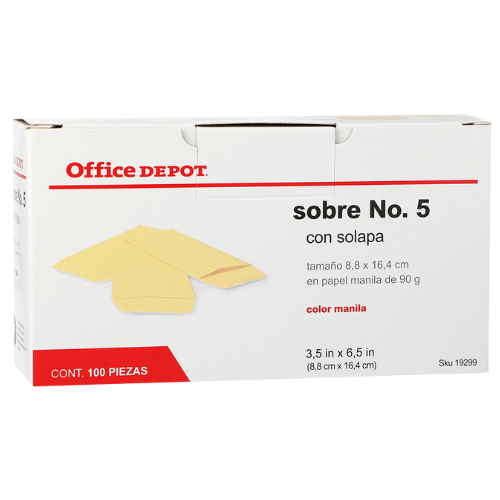 Office DEPOT.
sobre No. 5
con solapa
tamaño 8,8 x 16,4 cm
en papel manila de 90 g
color manila
3,5 in x 6,5 in
(8,8 cm x 16,4 cm)
Sku 19299
CONT. 100 PIEZAS